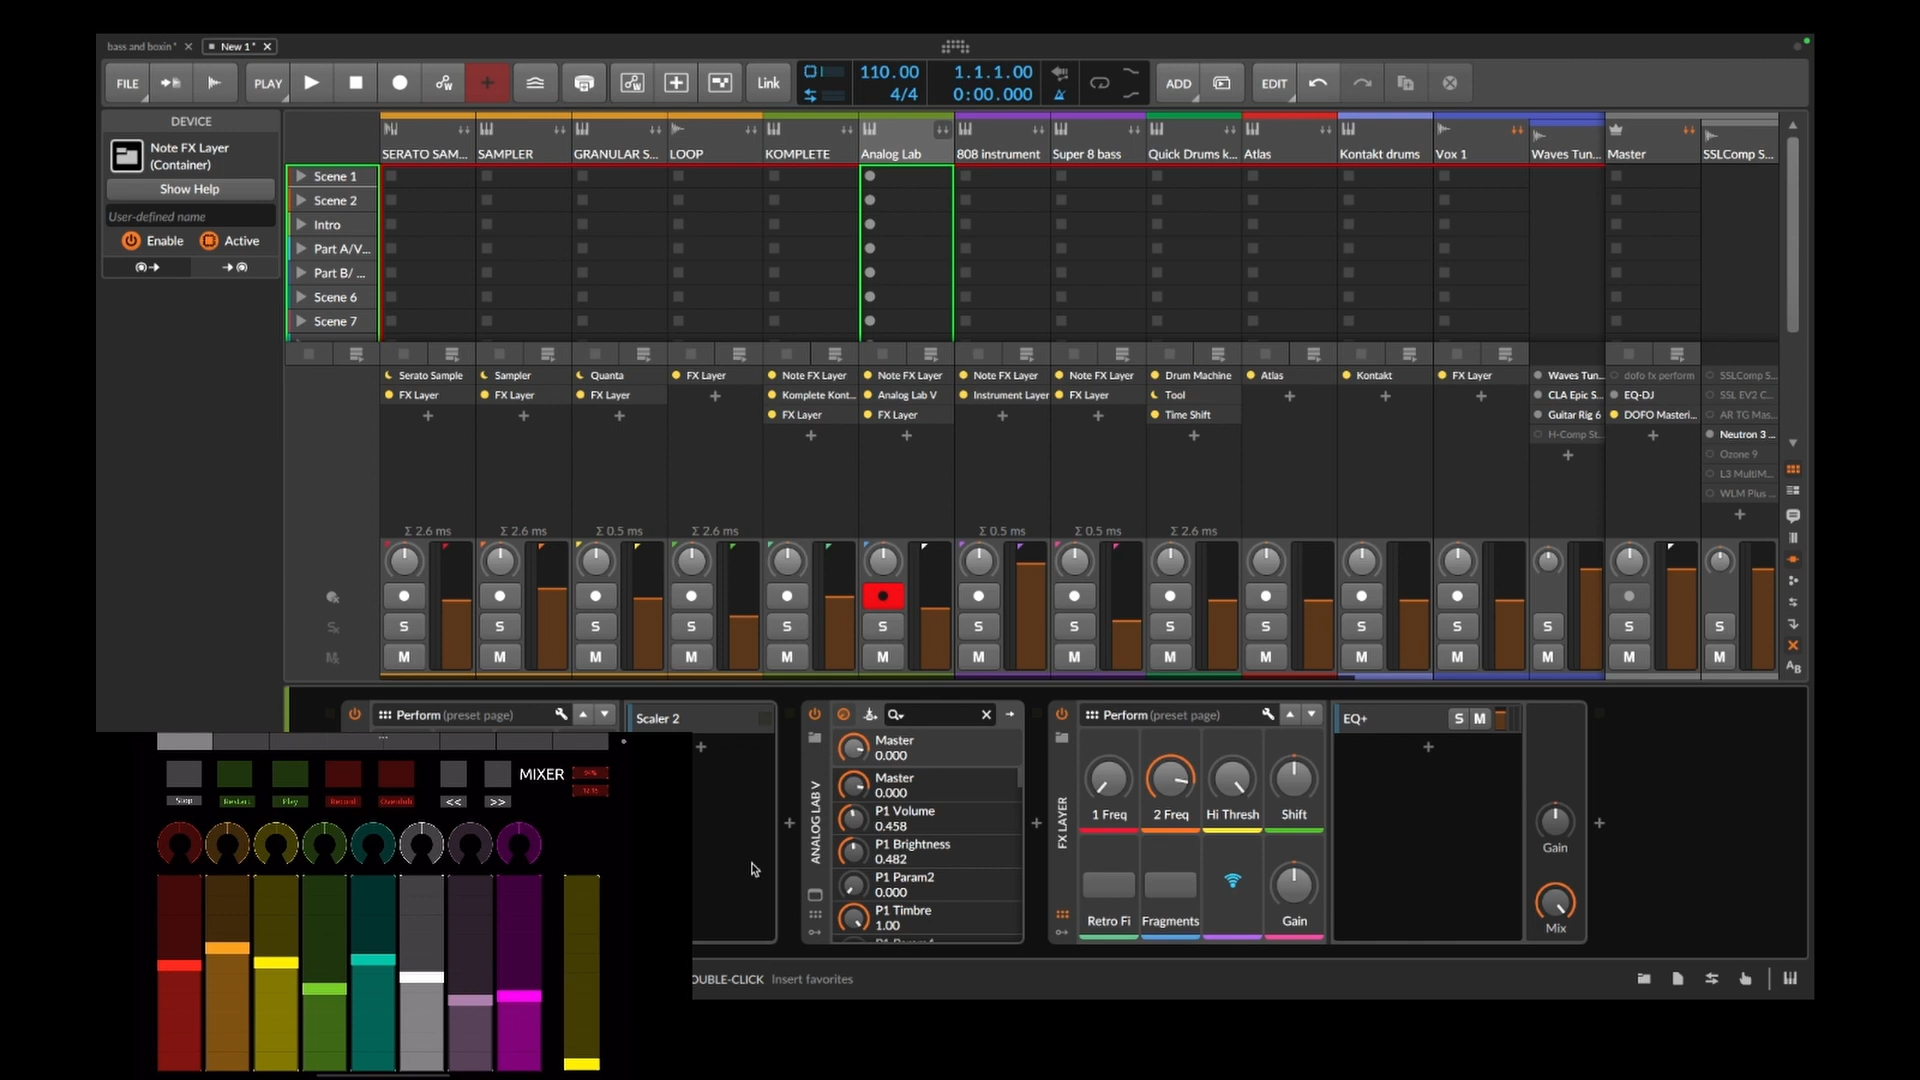 bass and boxin*
New 1*
FILE
PLAY
Link
110.00
4/4
1.1.1.00
0:00.000
ADD
EDIT
DEVICE
Note FX Layer
(Container)
Show Help
User-defined name
Enable
Active
SERATO SAM...
SAMPLER
GRANULAR S...
LOOP
KOMPLETE
Analog Lab
808 instrument
Super 8 bass
Quick Drums k...
Atlas
Kontakt drums
Vox 1
Waves Tun...
Master
SSLComp S...
Scene 1
Scene 2
Intro
Part A/V...
Part B/ ...
Scene 6
Scene 7
Serato Sample
FX Layer
Sampler
FX Layer
Quanta
FX Layer
FX Layer
Note FX Layer
Komplete Kont...
FX Layer
Note FX Layer
Analog Lab V
FX Layer
Note FX Layer
Instrument Layer
Note FX Layer
FX Layer
Drum Machine
Tool
Time Shift
Atlas
Kontakt
FX Layer
Waves Tun...
CLA Epic S...
Guitar Rig 6
H-Comp St...
dofo fx perform
EQ-DJ
DOFO Masteri...
SSLComp S...
SSL EV2 C...
AR TG Mas...
Neutron 3 ...
Ozone 9
L3 MultiM...
WLM Plus ...
Σ 2.6 ms
Σ 2.6 ms
Σ 0.5 ms
Σ 2.6 ms
Σ 0.5 ms
Σ 0.5 ms
Σ 2.6 ms
S S S S S S S S S S S S S S S
M M M M M M M M M M M M M M M
Perform (preset page)
Scaler 2
ANALOG LAB V
Master
0.000
Master
0.000
P1 Volume
0.458
P1 Brightness
0.482
P1 Param2
0.000
P1 Timbre
1.00
FX LAYER
Perform (preset page)
1 Freq
2 Freq
Hi Thresh
Shift
Retro Fi
Fragments
Gain
EQ+
S M
Gain
Mix
OUBLE-CLICK Insert favorites
Stop
Restart
Play
Record
Overdub
<<
>>
MIXER